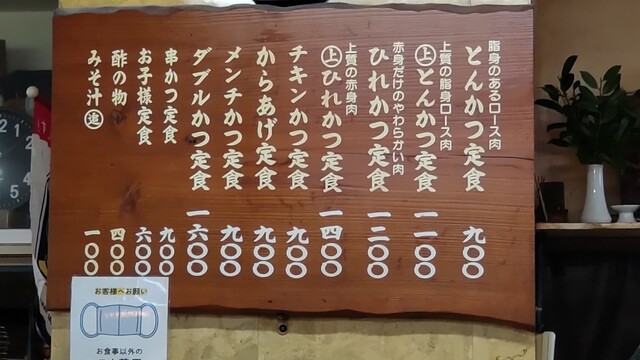 脂身のあるロース肉
とんかつ定食 九〇〇
上質の脂身ロース肉
上とんかつ定食 一一〇〇
赤身だけのやわらかい肉
ひれかつ定食 一二〇〇
上質の赤身肉
上ひれかつ定食 一四〇〇
チキンかつ定食 九〇〇
からあげ定食 九〇〇
メンチかつ定食 九〇〇
ダブルかつ定食 一六〇〇
串かつ定食 九〇〇
お子様定食 六〇〇
酢の物 四〇〇
みそ汁追 一〇〇
お客様へお願い
お食事以外の